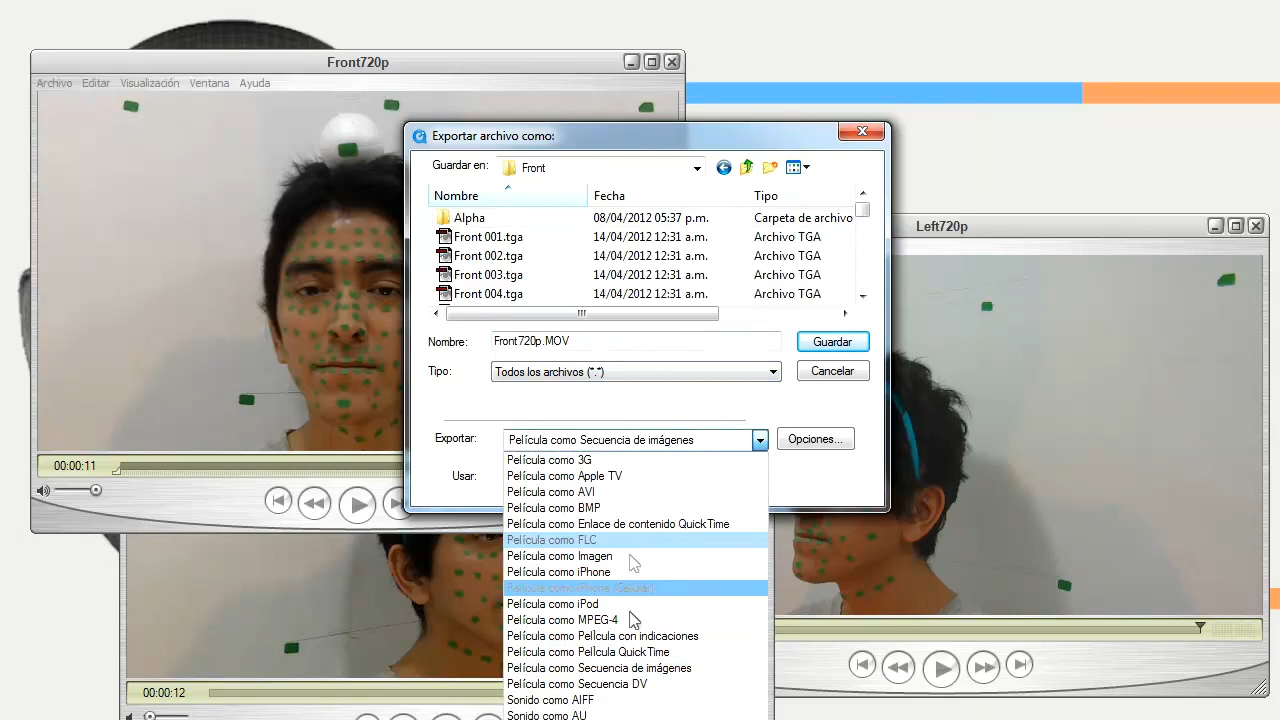 Front720p
Archivo Editar Visualización Ventana Ayuda
Exportar archivo como:
Guardar en: Front
Nombre Fecha Tipo
Alpha 08/04/2012 05:37 p.m. Carpeta de archivo
Front 001.tga 14/04/2012 12:31 a.m. Archivo TGA
Front 002.tga 14/04/2012 12:31 a.m. Archivo TGA
Front 003.tga 14/04/2012 12:31 a.m. Archivo TGA
Front 004.tga 14/04/2012 12:31 a.m. Archivo TGA
Nombre: Front720p.MOV Guardar
Tipo: Todos los archivos (*.*) Cancelar
Exportar: Película como Secuencia de imágenes Opciones...
Usar:
Película como 3G
Película como Apple TV
Película como AVI
Película como BMP
Película como Enlace de contenido QuickTime
Película como FLC
Película como Imagen
Película como iPhone
Película como iPhone (Celular)
Película como iPod
Película como MPEG-4
Película como Película con indicaciones
Película como Película QuickTime
Película como Secuencia de imágenes
Película como Secuencia DV
Sonido como AIFF
Sonido como AU
00:00:11
00:00:12
Left720p